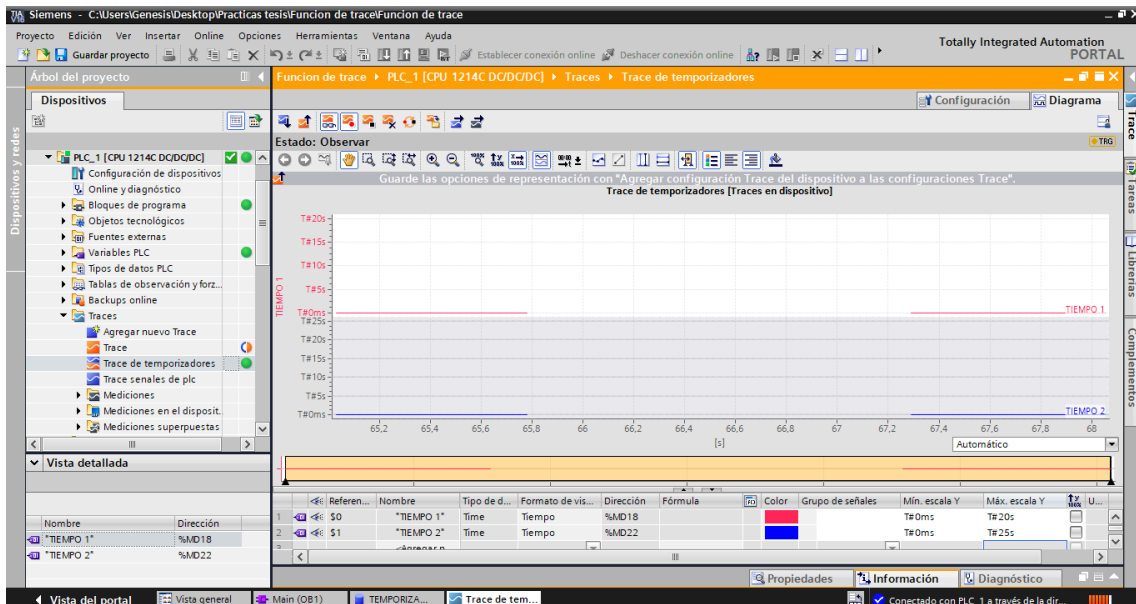 Siemens - C:\Users\Genesis\Desktop\Practicas tesis\Funcion de trace\Funcion de trace
Proyecto Edición Ver Insertar Online Opciones Herramientas Ventana Ayuda
Guardar proyecto Establecer conexión online Deshacer conexión online
Totally Integrated Automation
PORTAL
Árbol del proyecto
Funcion de trace PLC_1 [CPU 1214C DC/DC/DC] Traces Trace de temporizadores
Dispositivos
Configuración Diagrama
Estado: Observar
TRG
Guarde las opciones de representación con "Agregar configuración Trace del dispositivo a las configuraciones Trace".
Trace de temporizadores [Traces en dispositivo]
Dispositivos y redes
PLC_1 [CPU 1214C DC/DC/DC]
Configuración de dispositivos
Online y diagnóstico
Bloques de programa
Objetos tecnológicos
Fuentes externas
Variables PLC
Tipos de datos PLC
Tablas de observación y forz...
Backups online
Traces
Agregar nuevo Trace
Trace
Trace de temporizadores
Trace senales de plc
Mediciones
Mediciones en el disposit.
Mediciones superpuestas
TIEMPO 1
T#20s
T#15s
T#10s
T#5s
T#0ms
TIEMPO 1
T#25s
T#20s
T#15s
T#10s
T#5s
T#0ms
TIEMPO 2
65,2 65,4 65,6 65,8 66 66,2 66,4 66,6 66,8 67 67,2 67,4 67,6 67,8 68
[s]
Automático
Trace
Tareas
Librerías
Complementos
Vista detallada
Nombre Dirección
"TIEMPO 1" %MD18
"TIEMPO 2" %MD22
Referen... Nombre Tipo de d... Formato de vis... Dirección Fórmula Color Grupo de señales Mín. escala Y Máx. escala Y U...
1 $0 "TIEMPO 1" Time Tiempo %MD18 T#0ms T#20s
2 $1 "TIEMPO 2" Time Tiempo %MD22 T#0ms T#25s
Propiedades Información Diagnóstico
Vista del portal Vista general Main (OB1) TEMPORIZA... Trace de tem... Conectado con PLC_1 a través de la dir...